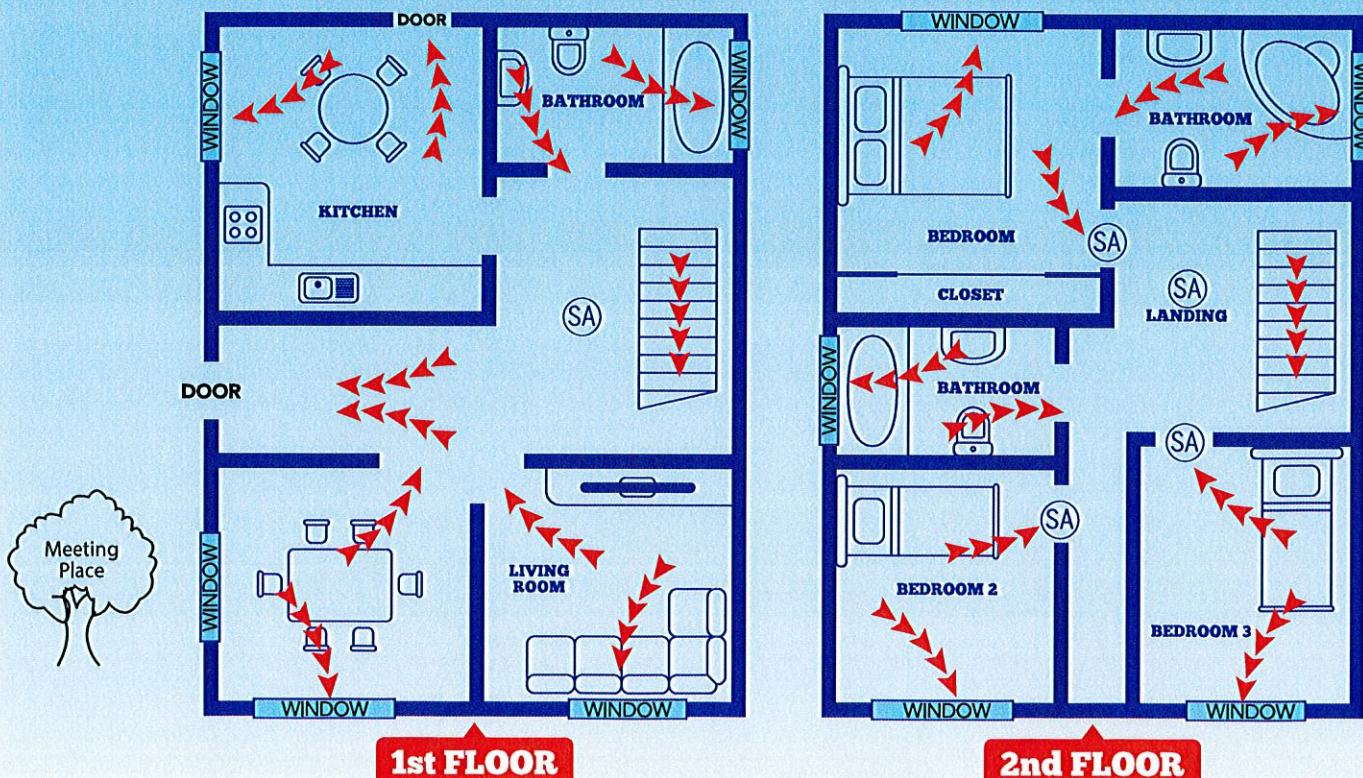 DOOR
WINDOW
BATHROOM
WINDOW
KITCHEN
SA
DOOR
Meeting
Place
WINDOW
LIVING
ROOM
WINDOW
WINDOW
1st FLOOR
WINDOW
BATHROOM
WINDOW
BEDROOM
SA
CLOSET
SA
LANDING
WINDOW
BATHROOM
SA
SA
BEDROOM 2
BEDROOM 3
WINDOW
WINDOW
2nd FLOOR